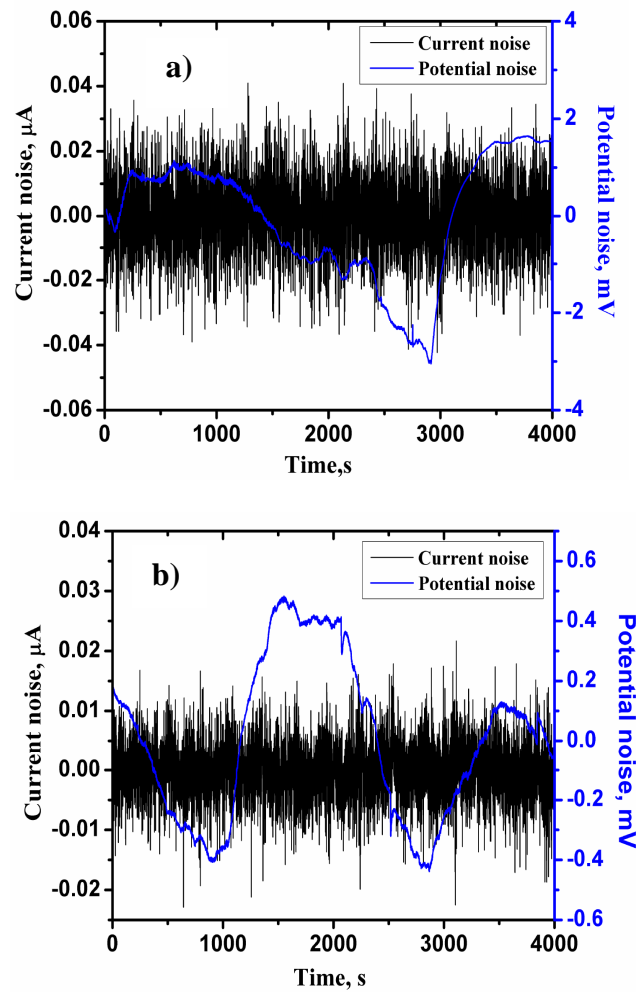 a)
Current noise
Potential noise
0.06
0.04
0.02
0.00
-0.02
-0.04
-0.06
Current noise, µA
4
2
0
-2
-4
Potential noise, mV
0 1000 2000 3000 4000
Time,s
b)
Current noise
Potential noise
0.04
0.03
0.02
0.01
0.00
-0.01
-0.02
Current noise, µA
0.6
0.4
0.2
0.0
-0.2
-0.4
-0.6
Potential noise, mV
0 1000 2000 3000 4000
Time, s